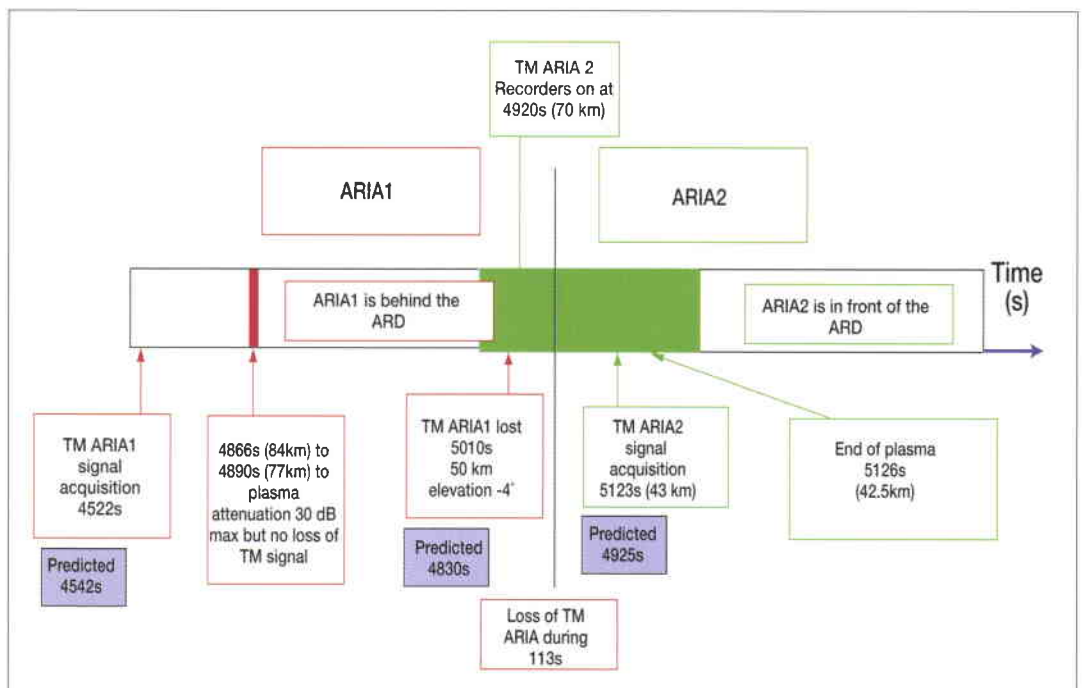 TM ARIA 2
Recorders on at
4920s (70 km)
ARIA1
ARIA2
Time
(s)
ARIA1 is behind the
ARD
ARIA2 is in front of the
ARD
TM ARIA1
signal
acquisition
4522s
Predicted
4542s
4866s (84km) to
4890s (77km) to
plasma
attenuation 30 dB
max but no loss of
TM signal
TM ARIA1 lost
5010s
50 km
elevation -4°
Predicted
4830s
TM ARIA2
signal
acquisition
5123s (43 km)
Predicted
4925s
End of plasma
5126s
(42.5km)
Loss of TM
ARIA during
113s